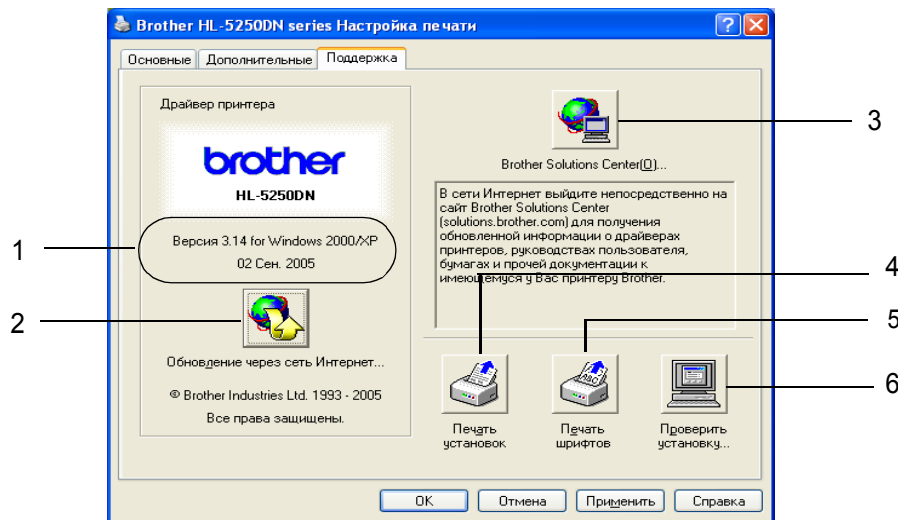 Brother HL-5250DN series Настройка печати
Основные Дополнительные Поддержка
Драйвер принтера
brother
HL-5250DN
Версия 3.14 for Windows 2000/XP
02 Сен. 2005
Обновление через сеть Интернет...
© Brother Industries Ltd. 1993 - 2005
Все права защищены.
Brother Solutions Center(O)...
В сети Интернет выйдите непосредственно на
сайт Brother Solutions Center
(solutions.brother.com) для получения
обновленной информации о драйверах
принтеров, руководствах пользователя,
бумагах и прочей документации к
имеющемуся у Вас принтеру Brother.
Печать
установок
ABC
Печать
шрифтов
Проверить
установку...
OK Отмена Применить Справка
1
2
3
4
5
6